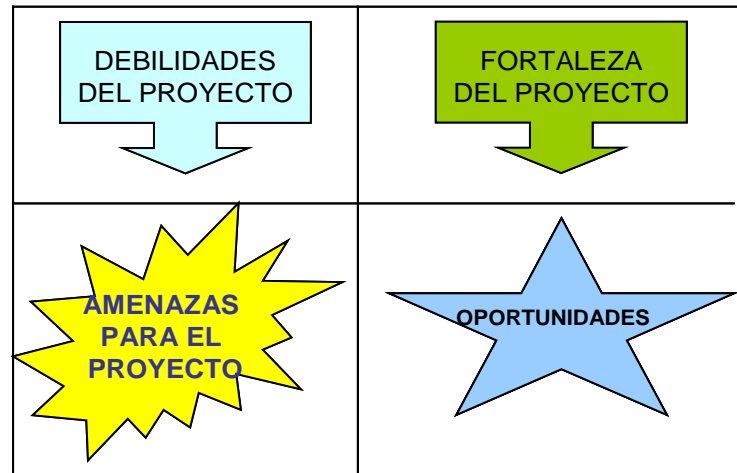 DEBILIDADES
DEL PROYECTO
FORTALEZA
DEL PROYECTO
AMENAZAS
PARA EL
PROYECTO
OPORTUNIDADES